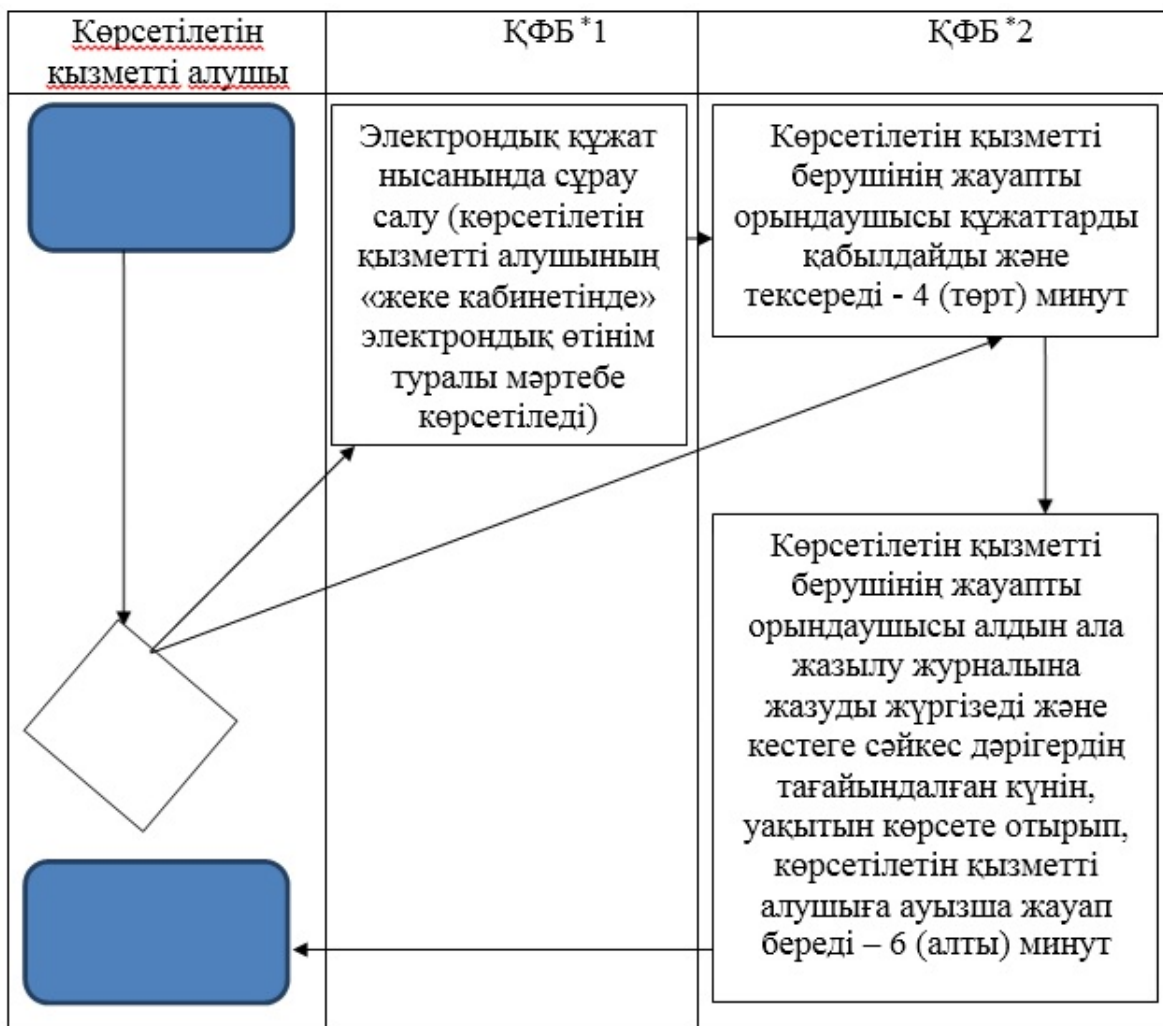 Көрсетілетін
қызметті алушы
ҚФБ *1
ҚФБ *2
Электрондық құжат
нысанында сұрау
салу (көрсетілетін
қызметті алушының
«жеке кабинетінде»
электрондық өтінім
туралы мәртебе
көрсетіледі)
Көрсетілетін қызметті
берушінің жауапты
орындаушысы құжаттарды
қабылдайды және
тексереді - 4 (төрт) минут
Көрсетілетін қызметті
берушінің жауапты
орындаушысы алдын ала
жазылу журналына
жазуды жүргізеді және
кестеге сәйкес дәрігердің
тағайындалған күнін,
уақытын көрсете отырып,
көрсетілетін қызметті
алушыға ауызша жауап
береді – 6 (алты) минут